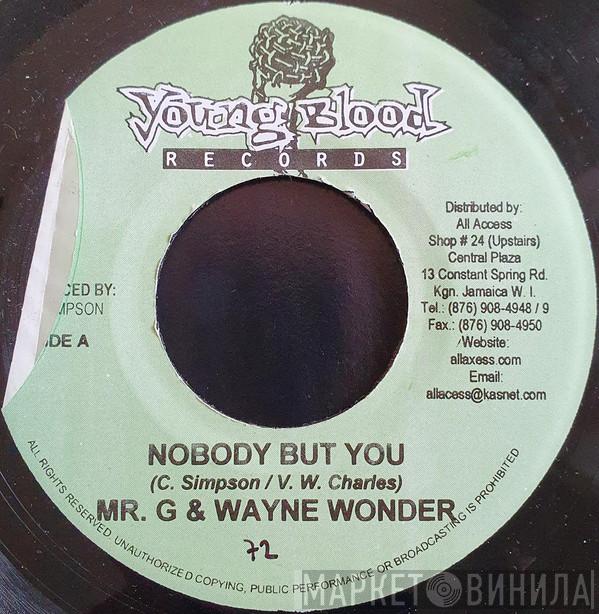 Young Blood
RECORDS
Distributed by:
All Access
Shop # 24 (Upstairs)
Central Plaza
13 Constant Spring Rd.
Kgn. Jamaica W. I.
Tel.: (876) 908-4948 / 9
Fax.: (876) 908-4950
Website:
allaxess.com
Email:
allacess@kasnet.com
CED BY:
MPSON
DE A
NOBODY BUT YOU
(C. Simpson / V. W. Charles)
MR. G & WAYNE WONDER
72
ALL RIGHTS RESERVED, UNAUTHORIZED COPYING, PUBLIC PERFORMANCE OR BROADCASTING IS PROHIBITED
МАРКЕТ ВИНИЛА